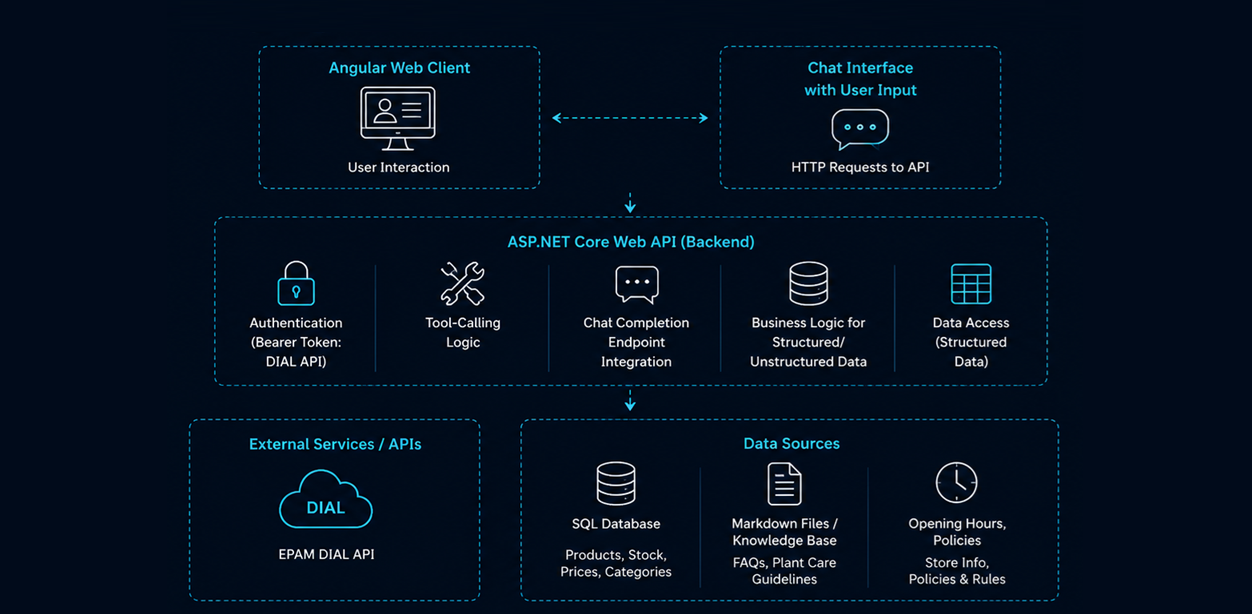 Angular Web Client
User Interaction
Chat Interface
with User Input
HTTP Requests to API
ASP.NET Core Web API (Backend)
Authentication
(Bearer Token:
DIAL API)
Tool-Calling
Logic
Chat Completion
Endpoint
Integration
Business Logic for
Structured/
Unstructured Data
Data Access
(Structured
Data)
External Services / APIs
DIAL
EPAM DIAL API
Data Sources
SQL Database
Products, Stock,
Prices, Categories
Markdown Files /
Knowledge Base
FAQs, Plant Care
Guidelines
Opening Hours,
Policies
Store Info,
Policies & Rules